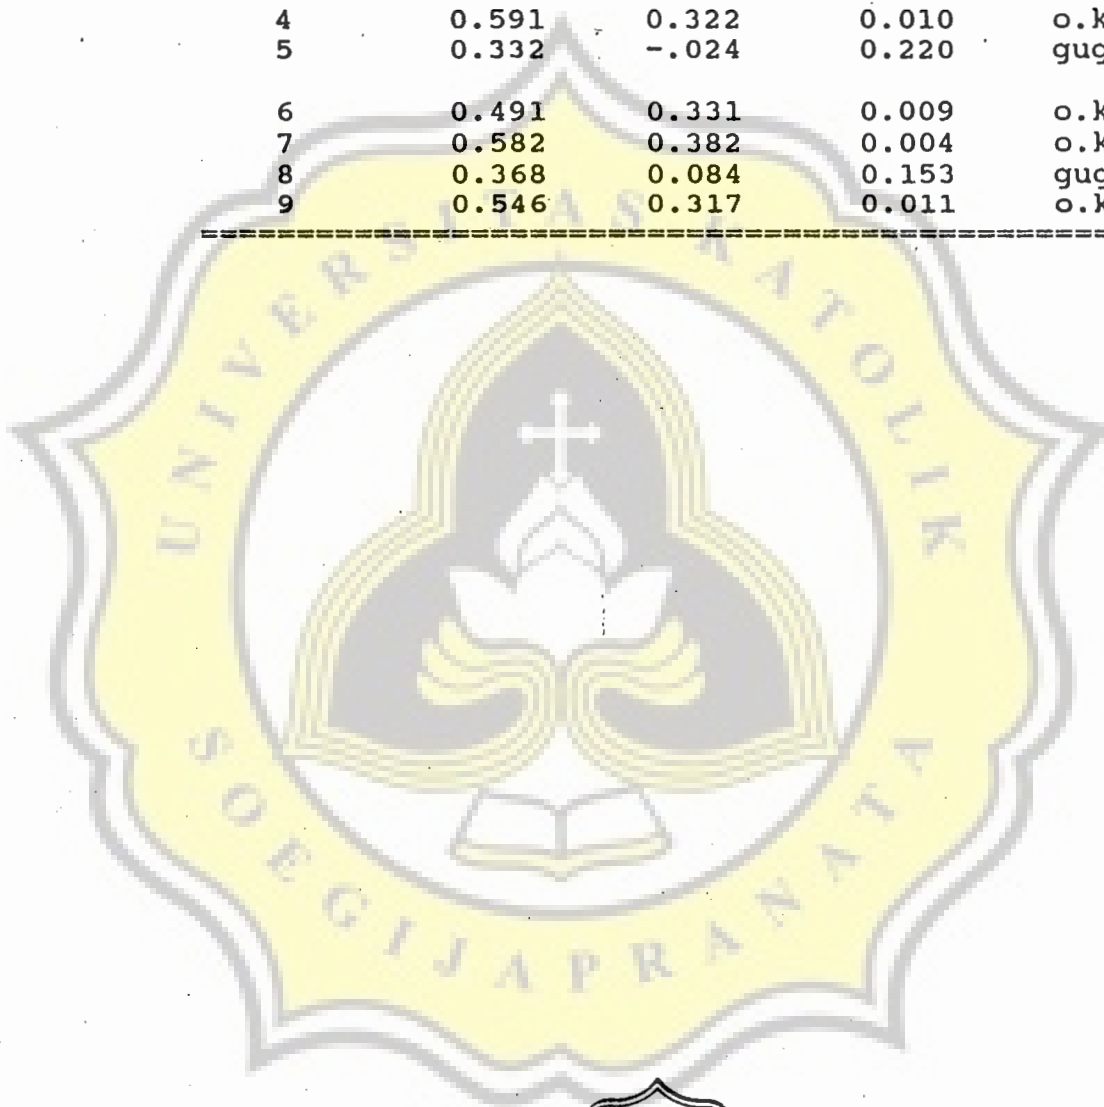 4 0.591 0.322 0.010 o.k
5 0.332 -.024 0.220 gug
6 0.491 0.331 0.009 o.k
7 0.582 0.382 0.004 o.k
8 0.368 0.084 0.153 gug
9 0.546 0.317 0.011 o.k
UNIVERSITAS KATOLIK
SOEGIJAPRANATA